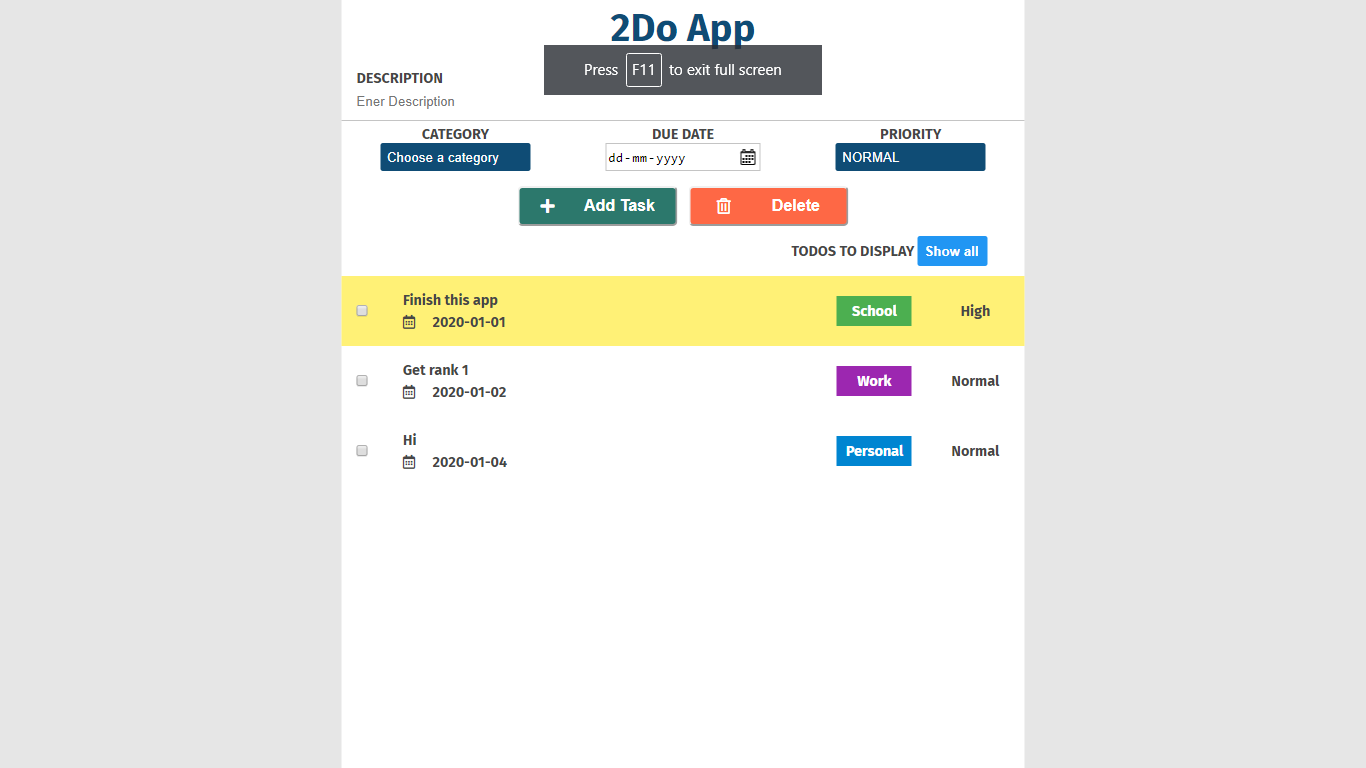 2Do App
Press F11 to exit full screen
DESCRIPTION
Ener Description
CATEGORY DUE DATE PRIORITY
Choose a category dd-mm-yyyy NORMAL
Add Task Delete
TODOS TO DISPLAY Show all
Finish this app
2020-01-01 School High
Get rank 1
2020-01-02 Work Normal
Hi
2020-01-04 Personal Normal